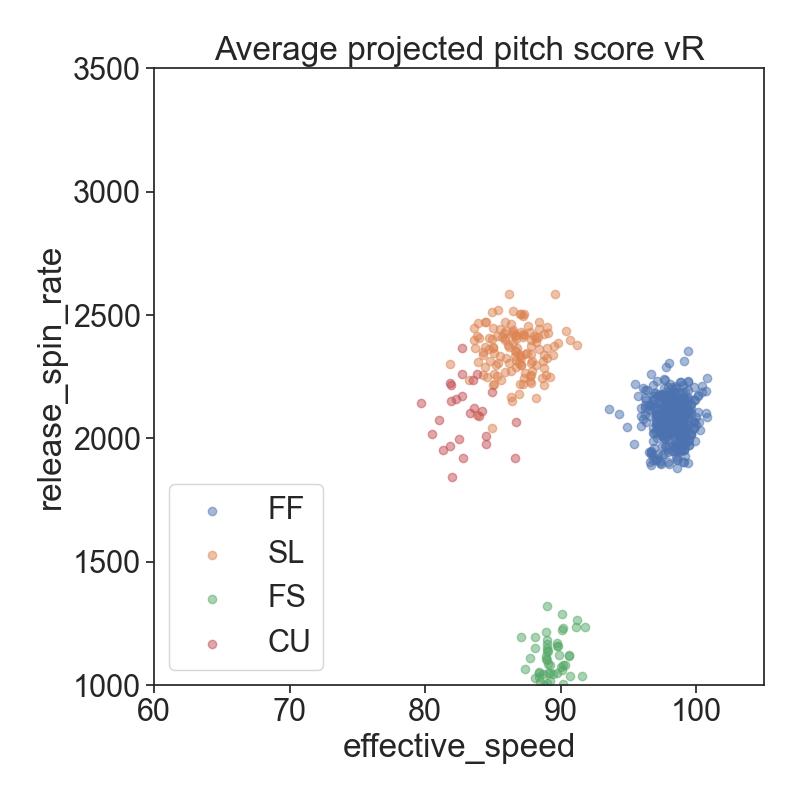 Average projected pitch score vR
3500
3000
2500
2000
1500
1000
release_spin_rate
FF
SL
FS
CU
60
70
80
90
100
effective_speed